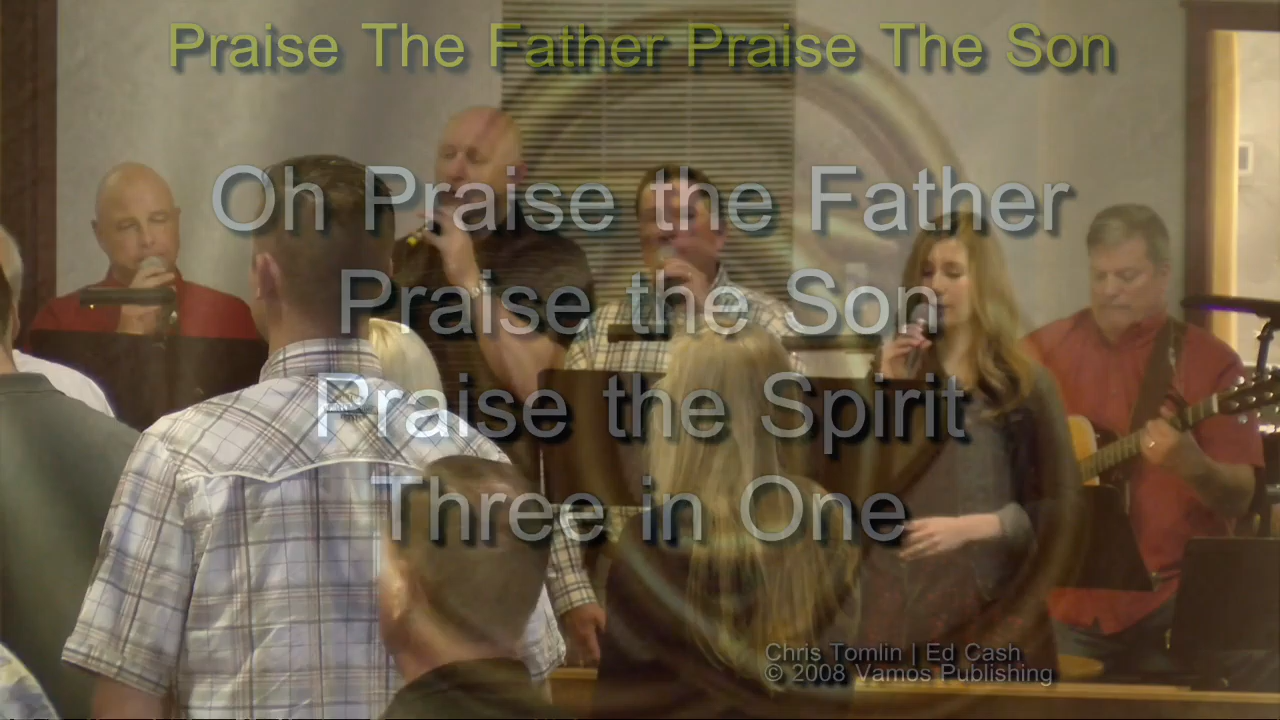 Praise The Father Praise The Son
Oh Praise the Father
Praise the Son
Praise the Spirit
Three in One
Chris Tomlin | Ed Cash
© 2008 Vamos Publishing